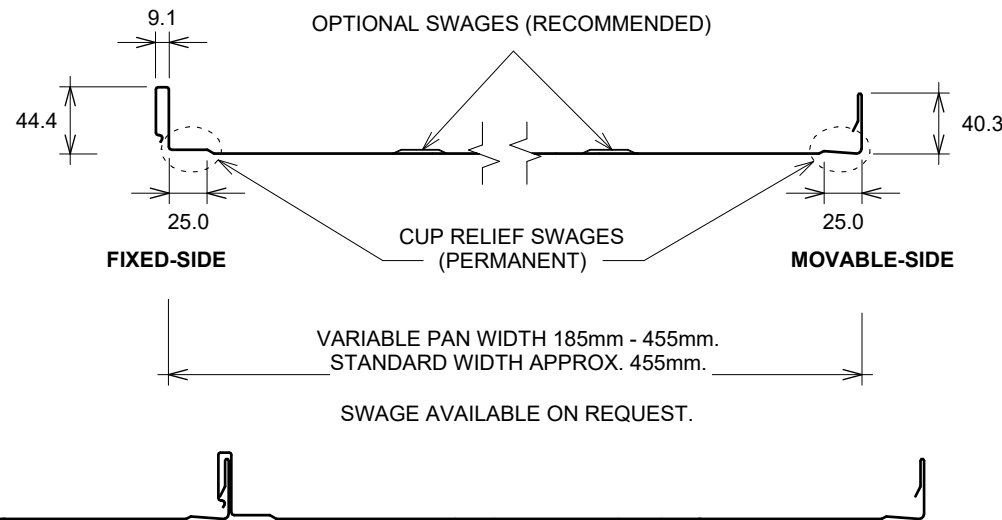 9.1
OPTIONAL SWAGES (RECOMMENDED)
44.4
40.3
25.0
25.0
CUP RELIEF SWAGES
(PERMANENT)
FIXED-SIDE
MOVABLE-SIDE
VARIABLE PAN WIDTH 185mm - 455mm.
STANDARD WIDTH APPROX. 455mm.
SWAGE AVAILABLE ON REQUEST.